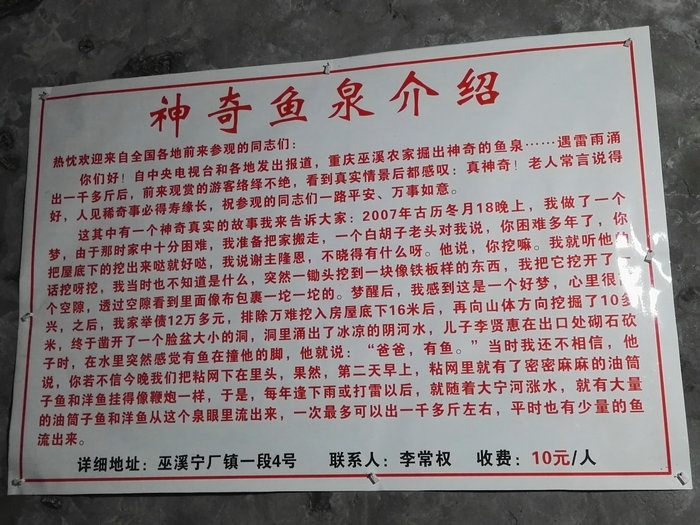 神奇鱼泉介绍
热忱欢迎来自全国各地前来参观的同志们：
你们好！自中央电视台和各地发出报道，重庆巫溪农家掘出神奇的鱼泉……遇雷雨涌
出一千多斤后，前来观赏的游客络绎不绝，看到真实情景后都感叹：真神奇！老人常言说得
好，人见稀奇事必得寿缘长，祝参观的同志们一路平安、万事如意。
这其中有一个神奇真实的故事我来告诉大家：2007年古历冬月18晚上，我做了一个
梦，由于那时家中十分困难，我准备把家搬走，一个白胡子老头对我说，你困难多年了，你
把屋底下的挖出来哒就好哒，我说谢主隆恩，不晓得有什么呀。他说，你挖嘛。我就听他的
话挖呀挖，我当时也不知道是什么，突然一锄头挖到一块像铁板样的东西，我把它挖开了一
个空隙，透过空隙看到里面像布包裹一坨一坨的。梦醒后，我感到这是一个好梦，心里很高
兴，之后，我家举债12万多元，排除万难挖入房屋底下16米后，再向山体方向挖掘了10多
米，终于凿开了一个脸盆大小的洞，洞里涌出了冰凉的阴河水，儿子李贤惠在出口处砌石砍
子时，在水里突然感觉有鱼在撞他的脚，他就说：“爸爸，有鱼。”当时我还不相信，他
说，你若不信今晚我们把粘网下在里头，果然，第二天早上，粘网里就有了密密麻麻的油筒
子鱼和洋鱼挂得像鞭炮一样，于是，每年逢下雨或打雷以后，就随着大宁河涨水，就有大量
的油筒子鱼和洋鱼从这个泉眼里流出来，一次最多可以出一千多斤左右，平时也有少量的鱼
流出来。
详细地址：巫溪宁厂镇一段4号 联系人：李常权 收费：10元/人